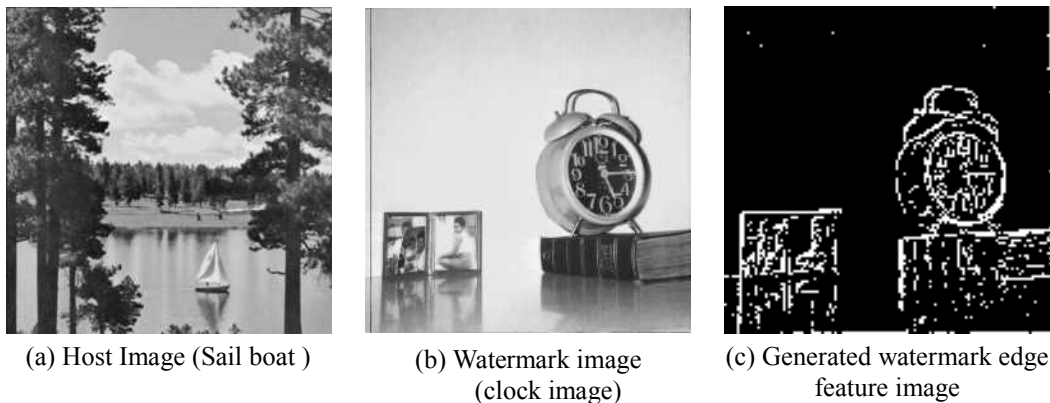 (a) Host Image (Sail boat )
(b) Watermark image
(clock image)
(c) Generated watermark edge
feature image